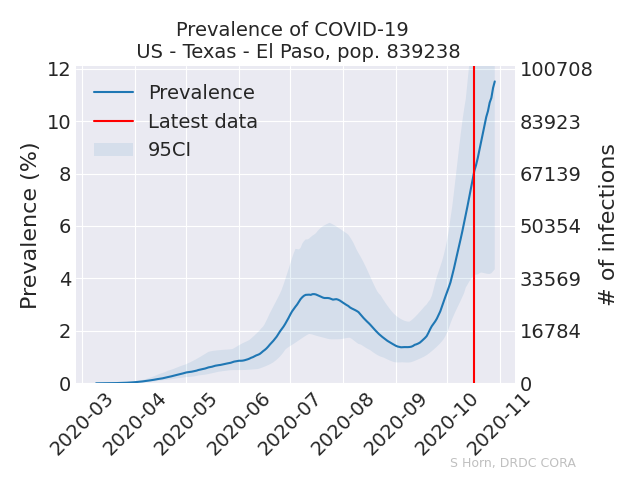 Prevalence of COVID-19
US - Texas - El Paso, pop. 839238
Prevalence
Latest data
95CI
Prevalence (%)
12
10
8
6
4
2
0
100708
83923
67139
50354
33569
16784
0
# of infections
2020-03
2020-04
2020-05
2020-06
2020-07
2020-08
2020-09
2020-10
2020-11
S Horn, DRDC CORA